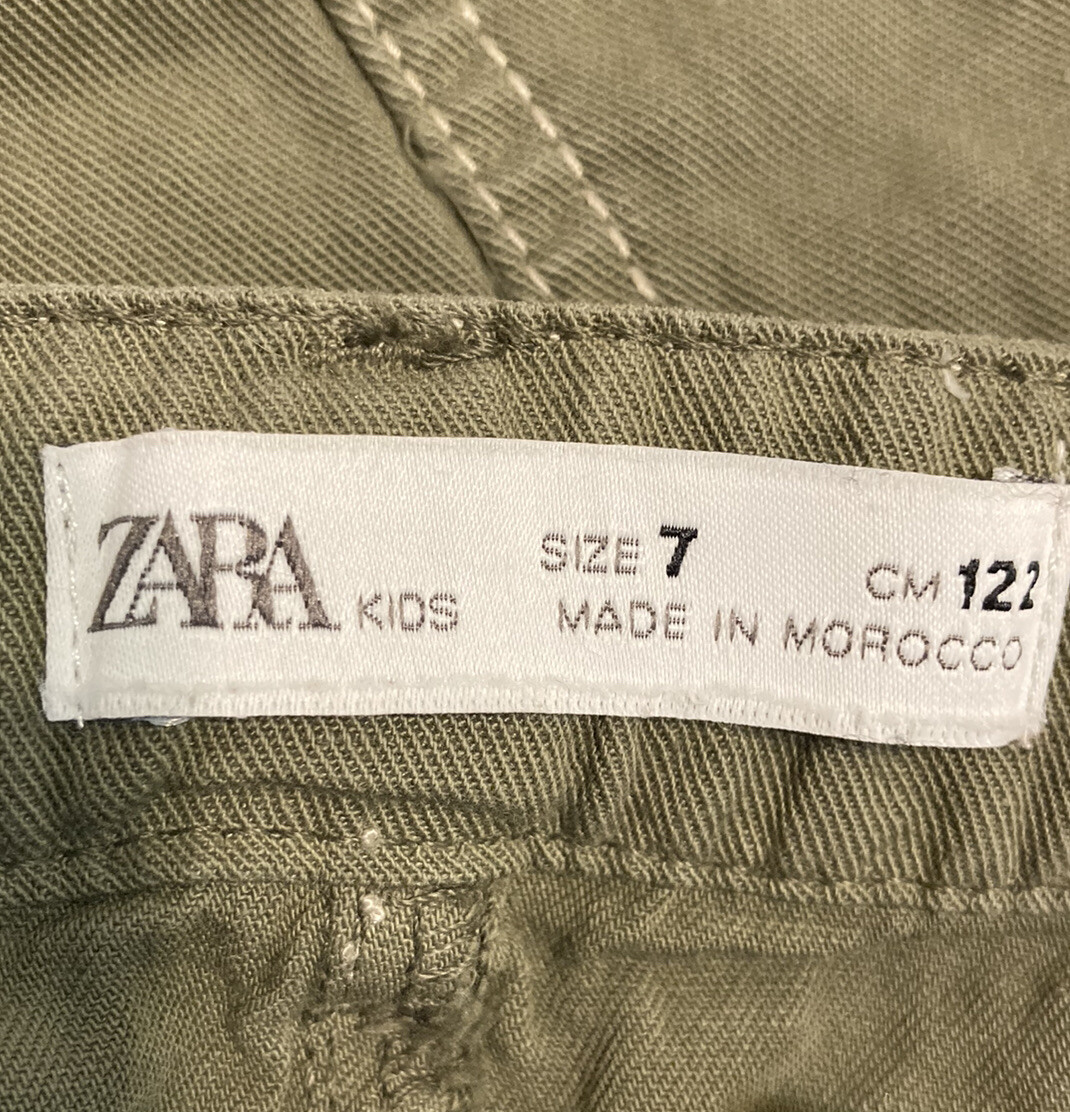 ZARA KIDS
SIZE 7 CM 122
MADE IN MOROCCO